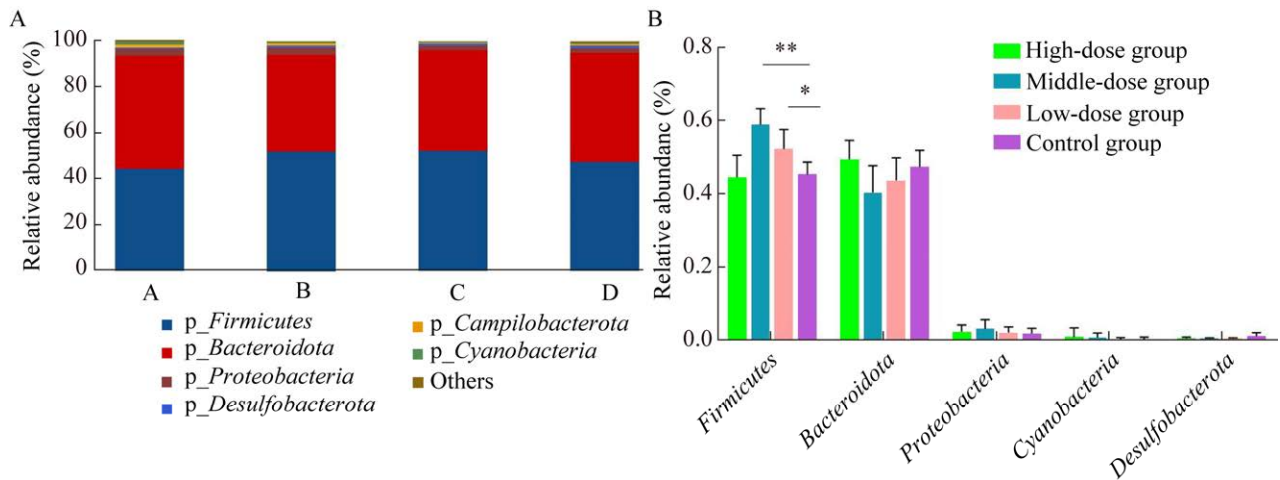 A
Relative abundance (%)
100
80
60
40
20
0
A B C D
p_Firmicutes
p_Bacteroidota
p_Proteobacteria
p_Desulfobacterota
p_Campilobacterota
p_Cyanobacteria
Others
B
Relative abundanc (%)
0.8
0.6
0.4
0.2
0.0
**
*
High-dose group
Middle-dose group
Low-dose group
Control group
Firmicutes
Bacteroidota
Proteobacteria
Cyanobacteria
Desulfobacterota